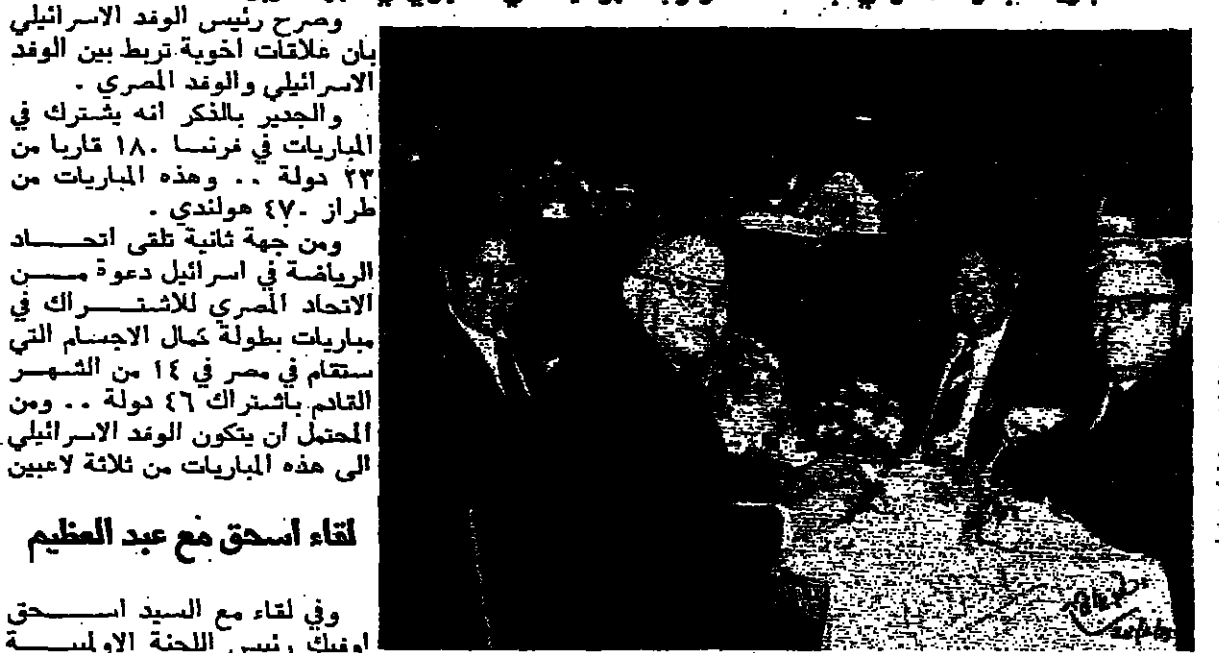 وصرح رئيس الوفد الاسرائيلي
بان علاقات اخوية تربط بين الوفد
الاسرائيلي والوفد المصري .
والجدير بالذكر انه يشترك في
المباريات في فرنسا ١٨٠ قاربا من
٢٣ دولة .. وهذه المباريات من
طراز ٤٧٠ هولندي .
ومن جهة ثانية تلقى اتحـــاد
الرياضة في اسرائيل دعوة مــــن
الاتحاد المصري للاشتـــراك في
مباريات بطولة كمال الاجسام التي
ستقام في مصر في ١٤ من الشهــر
القادم باشتراك ٤٦ دولة .. ومن
المحتمل ان يتكون الوفد الاسرائيلي
الى هذه المباريات من ثلاثة لاعبين
لقاء اسحق مع عبد العظيم
وفي لقاء مع السيد اســـحق
اوفيك رئيس اللجنة الاولمبيـــة